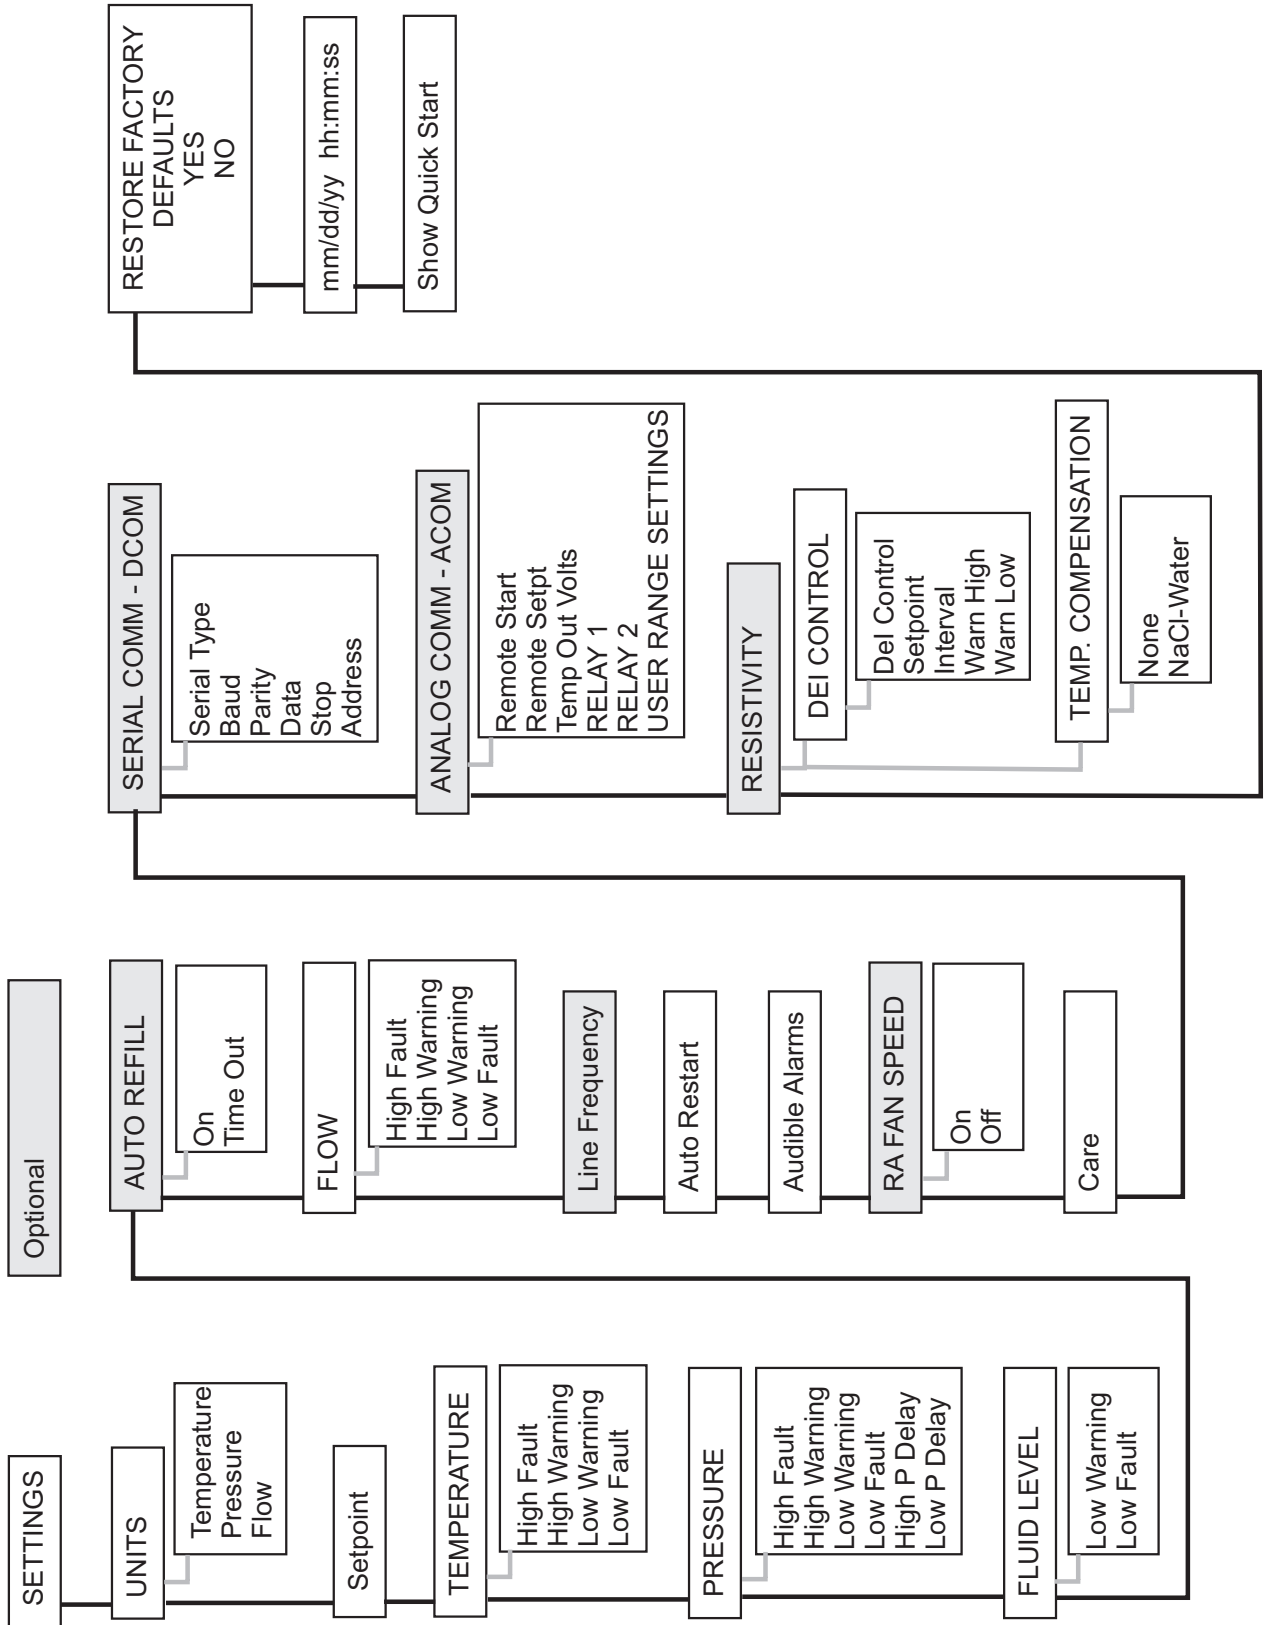 SETTINGS
UNITS
Temperature
Pressure
Flow
Setpoint
TEMPERATURE
High Fault
High Warning
Low Warning
Low Fault
PRESSURE
High Fault
High Warning
Low Warning
Low Fault
High P Delay
Low P Delay
FLUID LEVEL
Low Warning
Low Fault
Optional
AUTO REFILL
On
Time Out
FLOW
High Fault
High Warning
Low Warning
Low Fault
Line Frequency
Auto Restart
Audible Alarms
RA FAN SPEED
On
Off
Care
SERIAL COMM - DCOM
Serial Type
Baud
Parity
Data
Stop
Address
ANALOG COMM - ACOM
Remote Start
Remote Setpt
Temp Out Volts
RELAY 1
RELAY 2
USER RANGE SETTINGS
RESISTIVITY
DEI CONTROL
DeI Control
Setpoint
Interval
Warn High
Warn Low
TEMP. COMPENSATION
None
NaCl-Water
RESTORE FACTORY
DEFAULTS
YES
NO
mm/dd/yy hh:mm:ss
Show Quick Start